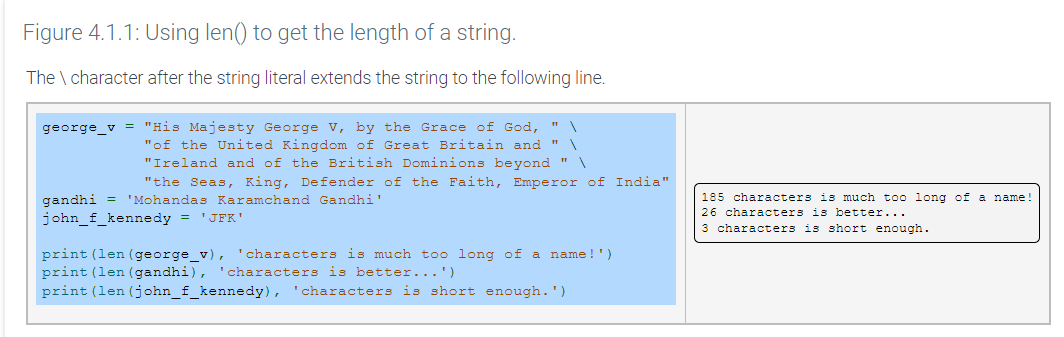 Figure 4.1.1: Using len() to get the length of a string.
The \ character after the string literal extends the string to the following line.
george_v = "His Majesty George V, by the Grace of God, " \
"of the United Kingdom of Great Britain and " \
"Ireland and of the British Dominions beyond " \
"the Seas, King, Defender of the Faith, Emperor of India"
gandhi = 'Mohandas Karamchand Gandhi'
john_f_kennedy = 'JFK'
print(len(george_v), 'characters is much too long of a name!')
print(len(gandhi), 'characters is better...')
print(len(john_f_kennedy), 'characters is short enough.')
185 characters is much too long of a name!
26 characters is better...
3 characters is short enough.